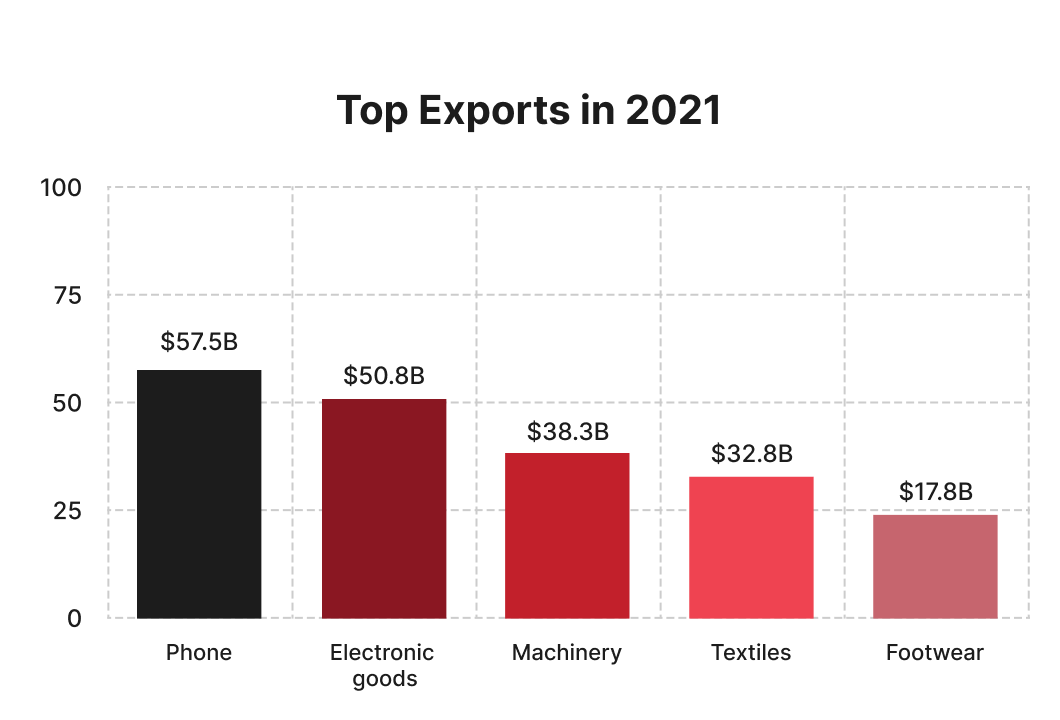 Top Exports in 2021
100
75
50
25
0
$57.5B
$50.8B
$38.3B
$32.8B
$17.8B
Phone
Electronic
goods
Machinery
Textiles
Footwear